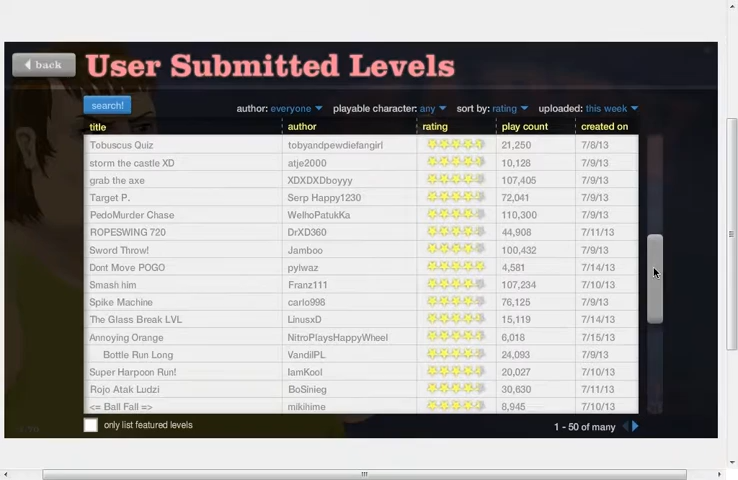 back
User Submitted Levels
search!
author: everyone playable character: any sort by: rating uploaded: this week
title author rating play count created on
Tobuscus Quiz tobyandpewdiefangirl 21,250 7/8/13
storm the castle XD atje2000 10,128 7/9/13
grab the axe XDXDXDboyyy 107,405 7/9/13
Target P. Serp Happy1230 72,041 7/9/13
PedoMurder Chase WelhoPatukKa 110,300 7/9/13
ROPESWING 720 DrXD360 44,908 7/11/13
Sword Throw! Jamboo 100,432 7/9/13
Dont Move POGO pylwaz 4,581 7/14/13
Smash him Franz111 107,234 7/10/13
Spike Machine carlo998 76,125 7/9/13
The Glass Break LVL LinusxD 15,119 7/14/13
Annoying Orange NitroPlaysHappyWheel 6,018 7/15/13
Bottle Run Long VandilPL 24,093 7/9/13
Super Harpoon Run! IamKool 20,027 7/10/13
Rojo Atak Ludzi BoSinieg 30,630 7/11/13
<= Ball Fall => mikihime 8,945 7/10/13
only list featured levels 1 - 50 of many